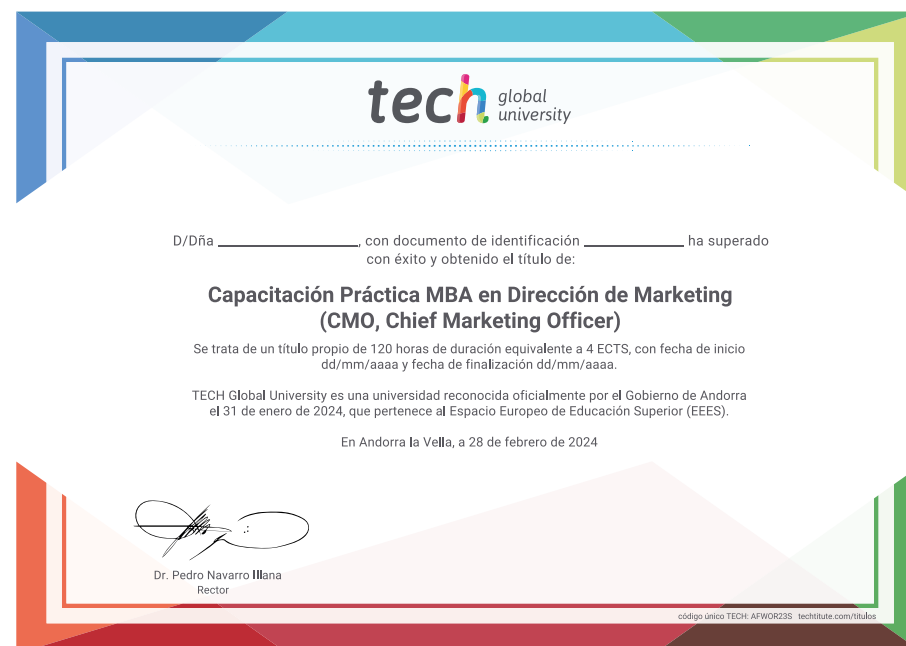 tech global
university
D/Dña ____________, con documento de identificación ____________ ha superado
con éxito y obtenido el título de:
Capacitación Práctica MBA en Dirección de Marketing
(CMO, Chief Marketing Officer)
Se trata de un título propio de 120 horas de duración equivalente a 4 ECTS, con fecha de inicio
dd/mm/aaaa y fecha de finalización dd/mm/aaaa.
TECH Global University es una universidad reconocida oficialmente por el Gobierno de Andorra
el 31 de enero de 2024, que pertenece al Espacio Europeo de Educación Superior (EEES).
En Andorra la Vella, a 28 de febrero de 2024
Dr. Pedro Navarro Illana
Rector
código único TECH: AFWOR23S techtitute.com/titulos